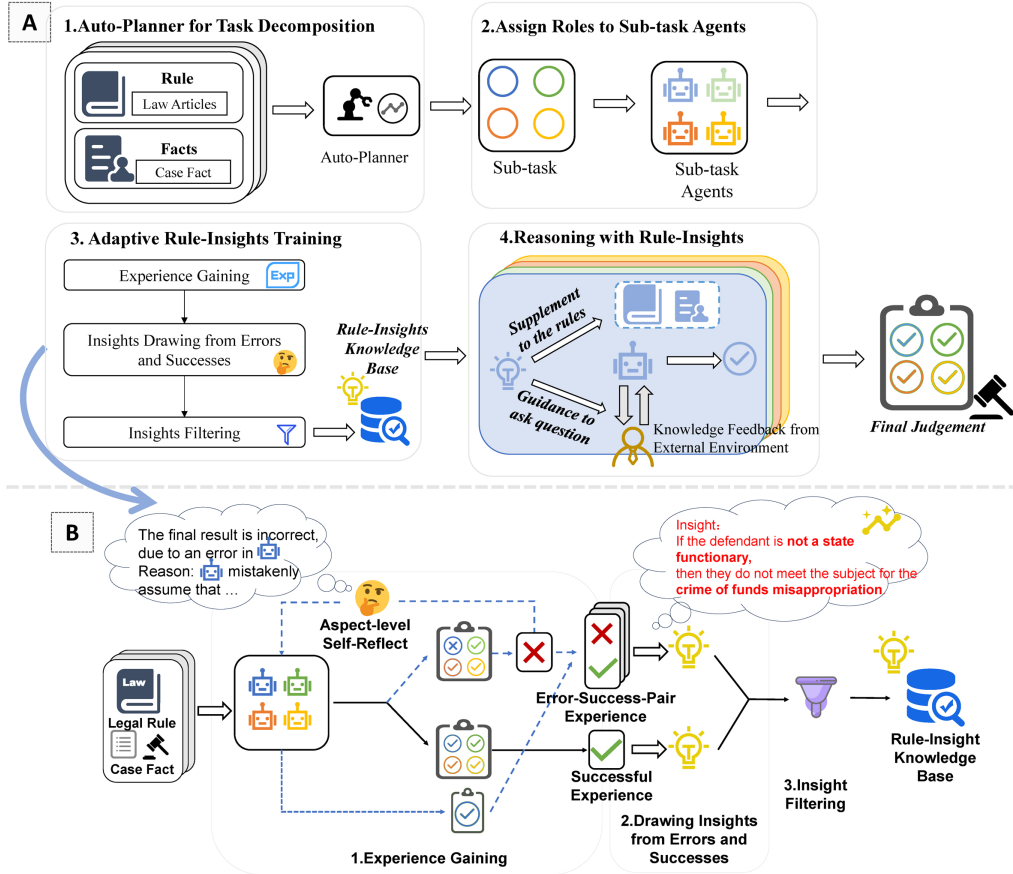 A
1.Auto-Planner for Task Decomposition
Rule
Law Articles
Facts
Case Fact
Auto-Planner
2.Assign Roles to Sub-task Agents
Sub-task
Sub-task
Agents
3. Adaptive Rule-Insights Training
Experience Gaining
Exp
Insights Drawing from Errors
and Successes
Insights Filtering
Rule-Insights
Knowledge
Base
4.Reasoning with Rule-Insights
Supplement
to the rules
Guidance to
ask question
Knowledge Feedback from
External Environment
Final Judgement
B
The final result is incorrect,
due to an error in
Reason: mistakenly
assume that ...
Insight:
If the defendant is not a state
functionary,
then they do not meet the subject for the
crime of funds misappropriation
Aspect-level
Self-Reflect
Law
Legal Rule
Case Fact
Error-Success-Pair
Experience
Successful
Experience
1.Experience Gaining
2.Drawing Insights
from Errors and
Successes
3.Insight
Filtering
Rule-Insight
Knowledge
Base